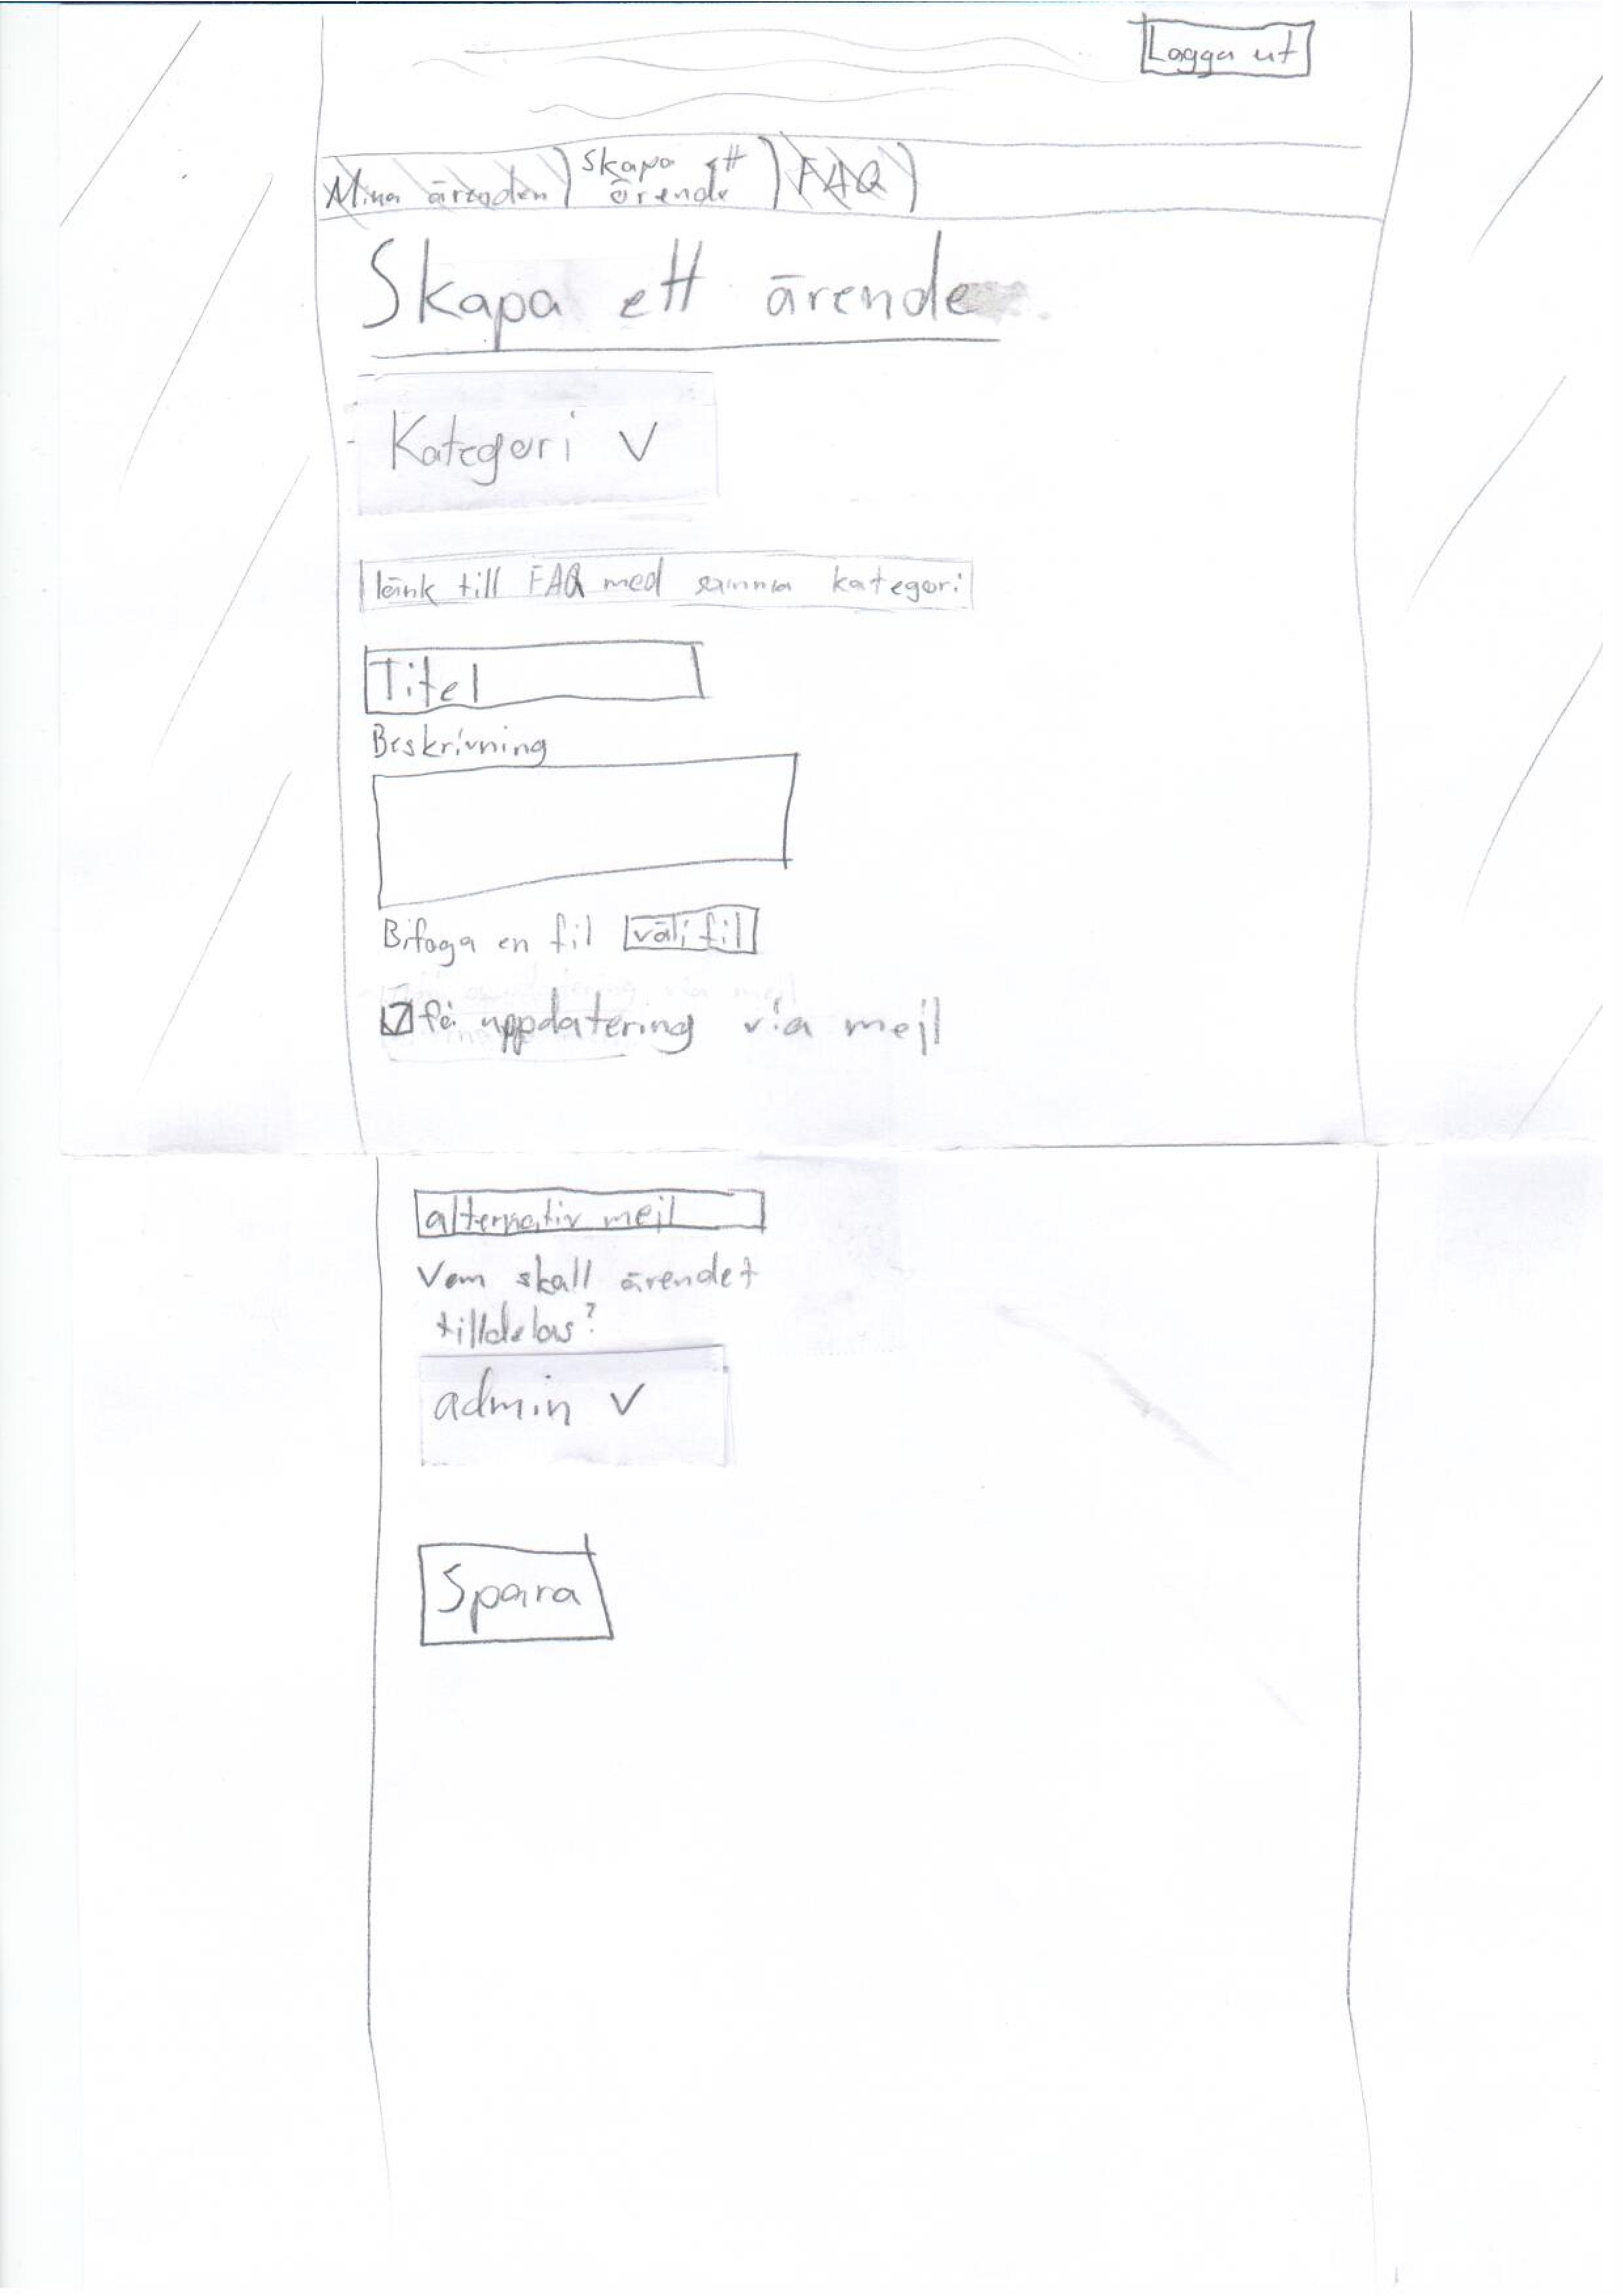 Logga ut
Mina ärenden
Skapa ett
ärende
FAQ
Skapa ett ärende
Kategori V
länk till FAQ med samma kategori
Titel
Beskrivning
Bifoga en fil välj fil
få uppdatering via mejl
alternativ mejl
Vem skall ärendet
tilldelas?
admin V
Spara